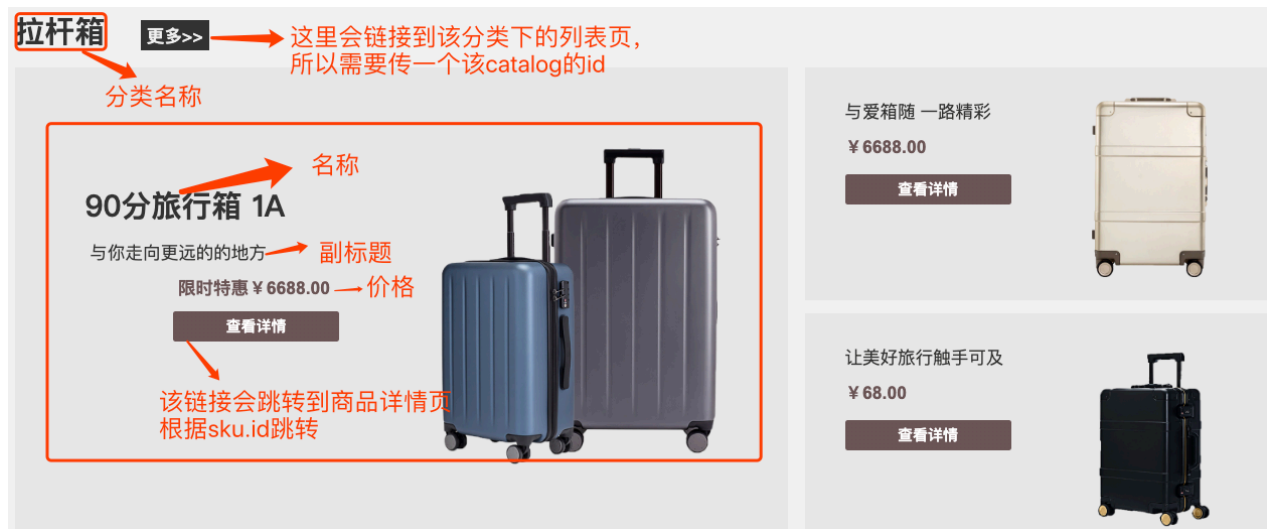 拉杆箱
更多>>
这里会链接到该分类下的列表页，
所以需要传一个该catalog的id
分类名称
名称
90分旅行箱 1A
与你走向更远的的地方
副标题
限时特惠￥6688.00
价格
查看详情
该链接会跳转到商品详情页
根据sku.id跳转
与爱箱随 一路精彩
￥6688.00
查看详情
让美好旅行触手可及
￥68.00
查看详情